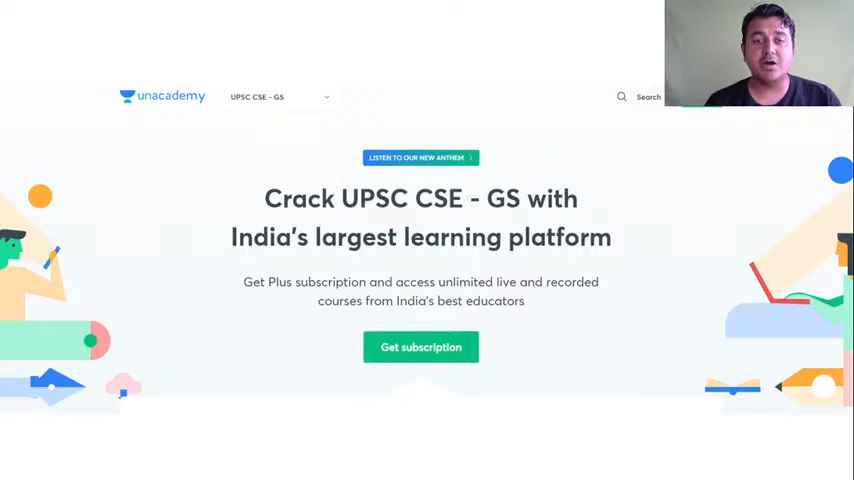 unacademy
UPSC CSE - GS
Search
LISTEN TO OUR NEW ANTHEM
Crack UPSC CSE - GS with
India's largest learning platform
Get Plus subscription and access unlimited live and recorded
courses from India's best educators
Get subscription